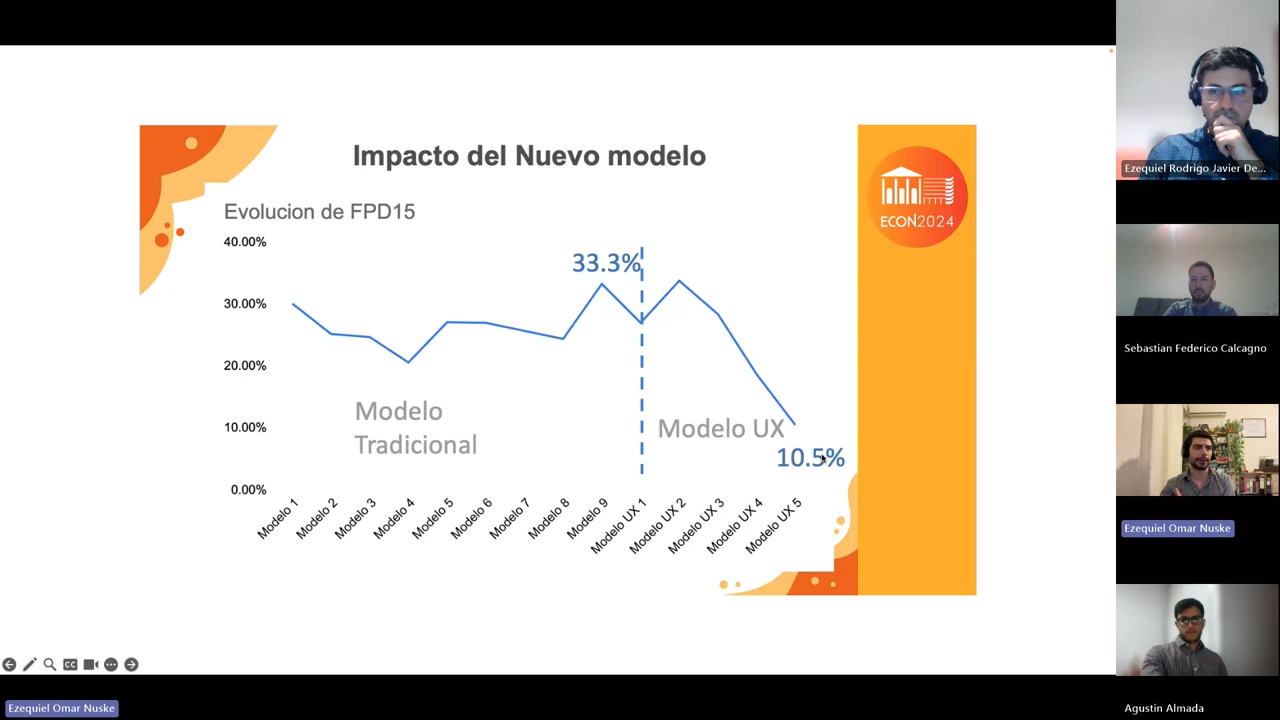 Impacto del Nuevo modelo
Evolucion de FPD15
40.00%
30.00%
20.00%
10.00%
0.00%
33.3%
Modelo
Tradicional
Modelo UX
10.5%
Modelo 1
Modelo 2
Modelo 3
Modelo 4
Modelo 5
Modelo 6
Modelo 7
Modelo 8
Modelo 9
Modelo UX 1
Modelo UX 2
Modelo UX 3
Modelo UX 4
Modelo UX 5
ECON2024
CC
Ezequiel Omar Nuske
Ezequiel Rodrigo Javier De...
Sebastian Federico Calcagno
Ezequiel Omar Nuske
Agustin Almada